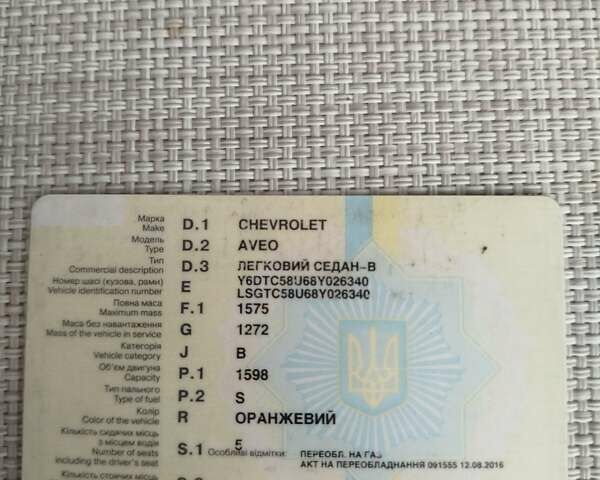 Марка
Make D.1 CHEVROLET
Модель
Type D.2 AVEO
Тип
Commercial description D.3 ЛЕГКОВИЙ СЕДАН-В
Номер шасі (кузова, рами) E Y6DTC58U68Y026340
Vehicle identification number LSGTC58U68Y026340
Повна маса
Maximum mass F.1 1575
Маса без навантаження
Mass of the vehicle in service G 1272
Категорія
Vehicle category J B
Об'єм двигуна
Capacity P.1 1598
Тип пального
Type of fuel P.2 S
Колір
Color of the vehicle R ОРАНЖЕВИЙ
Кількість сидячих місць
з місцем водія
Number of seats
including the driver's seat S.1 5
Особливі відмітки: ПЕРЕОБЛ. НА ГАЗ
АКТ НА ПЕРЕОБЛАДНАННЯ 091555 12.08.2016
Кількість стоячих місць